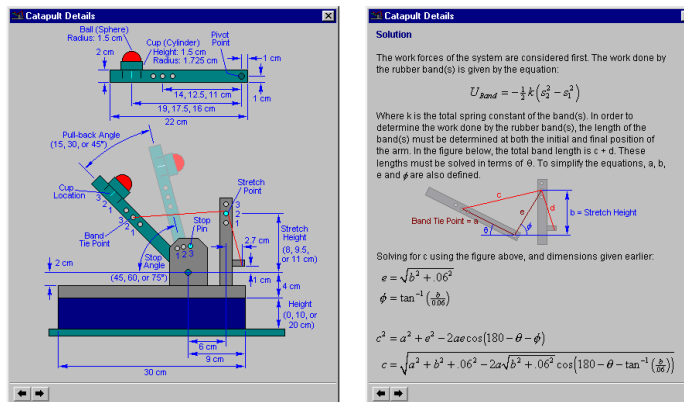 Catapult Details
Ball (Sphere)
Radius: 1.5 cm
Cup (Cylinder)
Height: 1.5 cm
Radius: 1.725 cm
Pivot
Point
2 cm
1 cm
1 cm
14, 12.5, 11 cm
19, 17.5, 16 cm
22 cm
Pull-back Angle
(15, 30, or 45°)
Cup
Location
3
2
1
3
2
1
Band
Tie Point
Stop
Pin
1 2 3
Stop
Angle
(45, 60, or 75°)
Stretch
Point
3
2
1
Stretch
Height
(8, 9.5,
or 11 cm)
2.7 cm
2 cm
1 cm
4 cm
Height
(0, 10, or
20 cm)
6 cm
9 cm
30 cm
Catapult Details
Solution
The work forces of the system are considered first. The work done by
the rubber band(s) is given by the equation:
U_Band = -½ k(s₂² - s₁²)
Where k is the total spring constant of the band(s). In order to
determine the work done by the rubber band(s), the length of the
band(s) must be determined at both the initial and final position of
the arm. In the figure below, the total band length is c + d. These
lengths must be solved in terms of θ. To simplify the equations, a, b,
e and ϕ are also defined.
c
e
d
b = Stretch Height
Band Tie Point = a
θ
ϕ
Solving for c using the figure above, and dimensions given earlier:
e = √(b² + .06²)
ϕ = tan⁻¹(b/0.06)
c² = a² + e² - 2ae cos(180 - θ - ϕ)
c = √(a² + b² + .06² - 2a√(b² + .06²) cos(180 - θ - tan⁻¹(b/.06)))